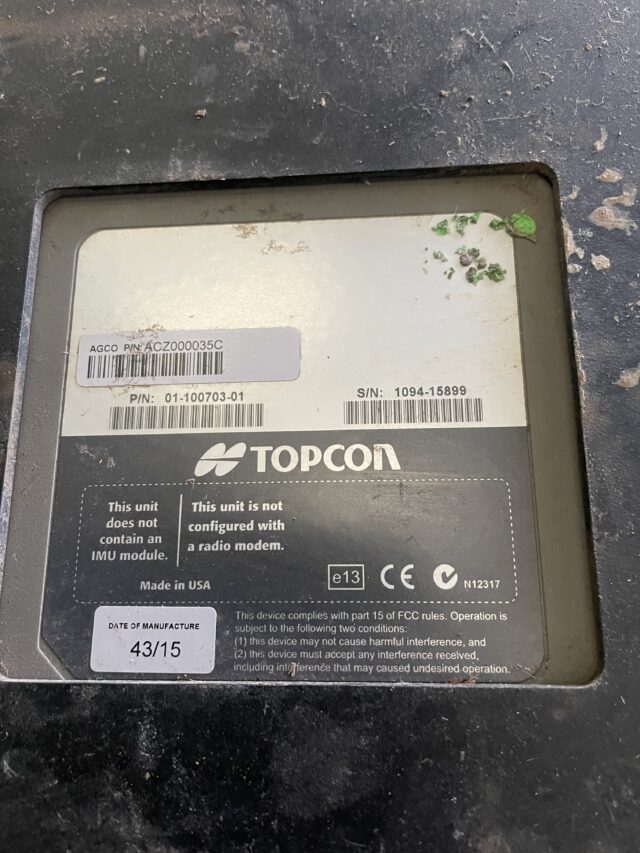 AGCO P/N ACZ000035C
P/N: 01-100703-01
S/N: 1094-15899
TOPCON
This unit
does not
contain an
IMU module.
This unit is not
configured with
a radio modem.
Made in USA
e13 CE N12317
DATE OF MANUFACTURE
43/15
This device complies with part 15 of FCC rules. Operation is
subject to the following two conditions:
(1) this device may not cause harmful interference, and
(2) this device must accept any interference received,
including interference that may caused undesired operation.